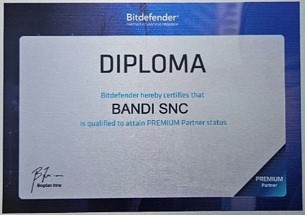 Bitdefender
DIPLOMA
Bitdefender hereby certifies that
BANDI SNC
is qualified to attain PREMIUM Partner status
PREMIUM
Partner